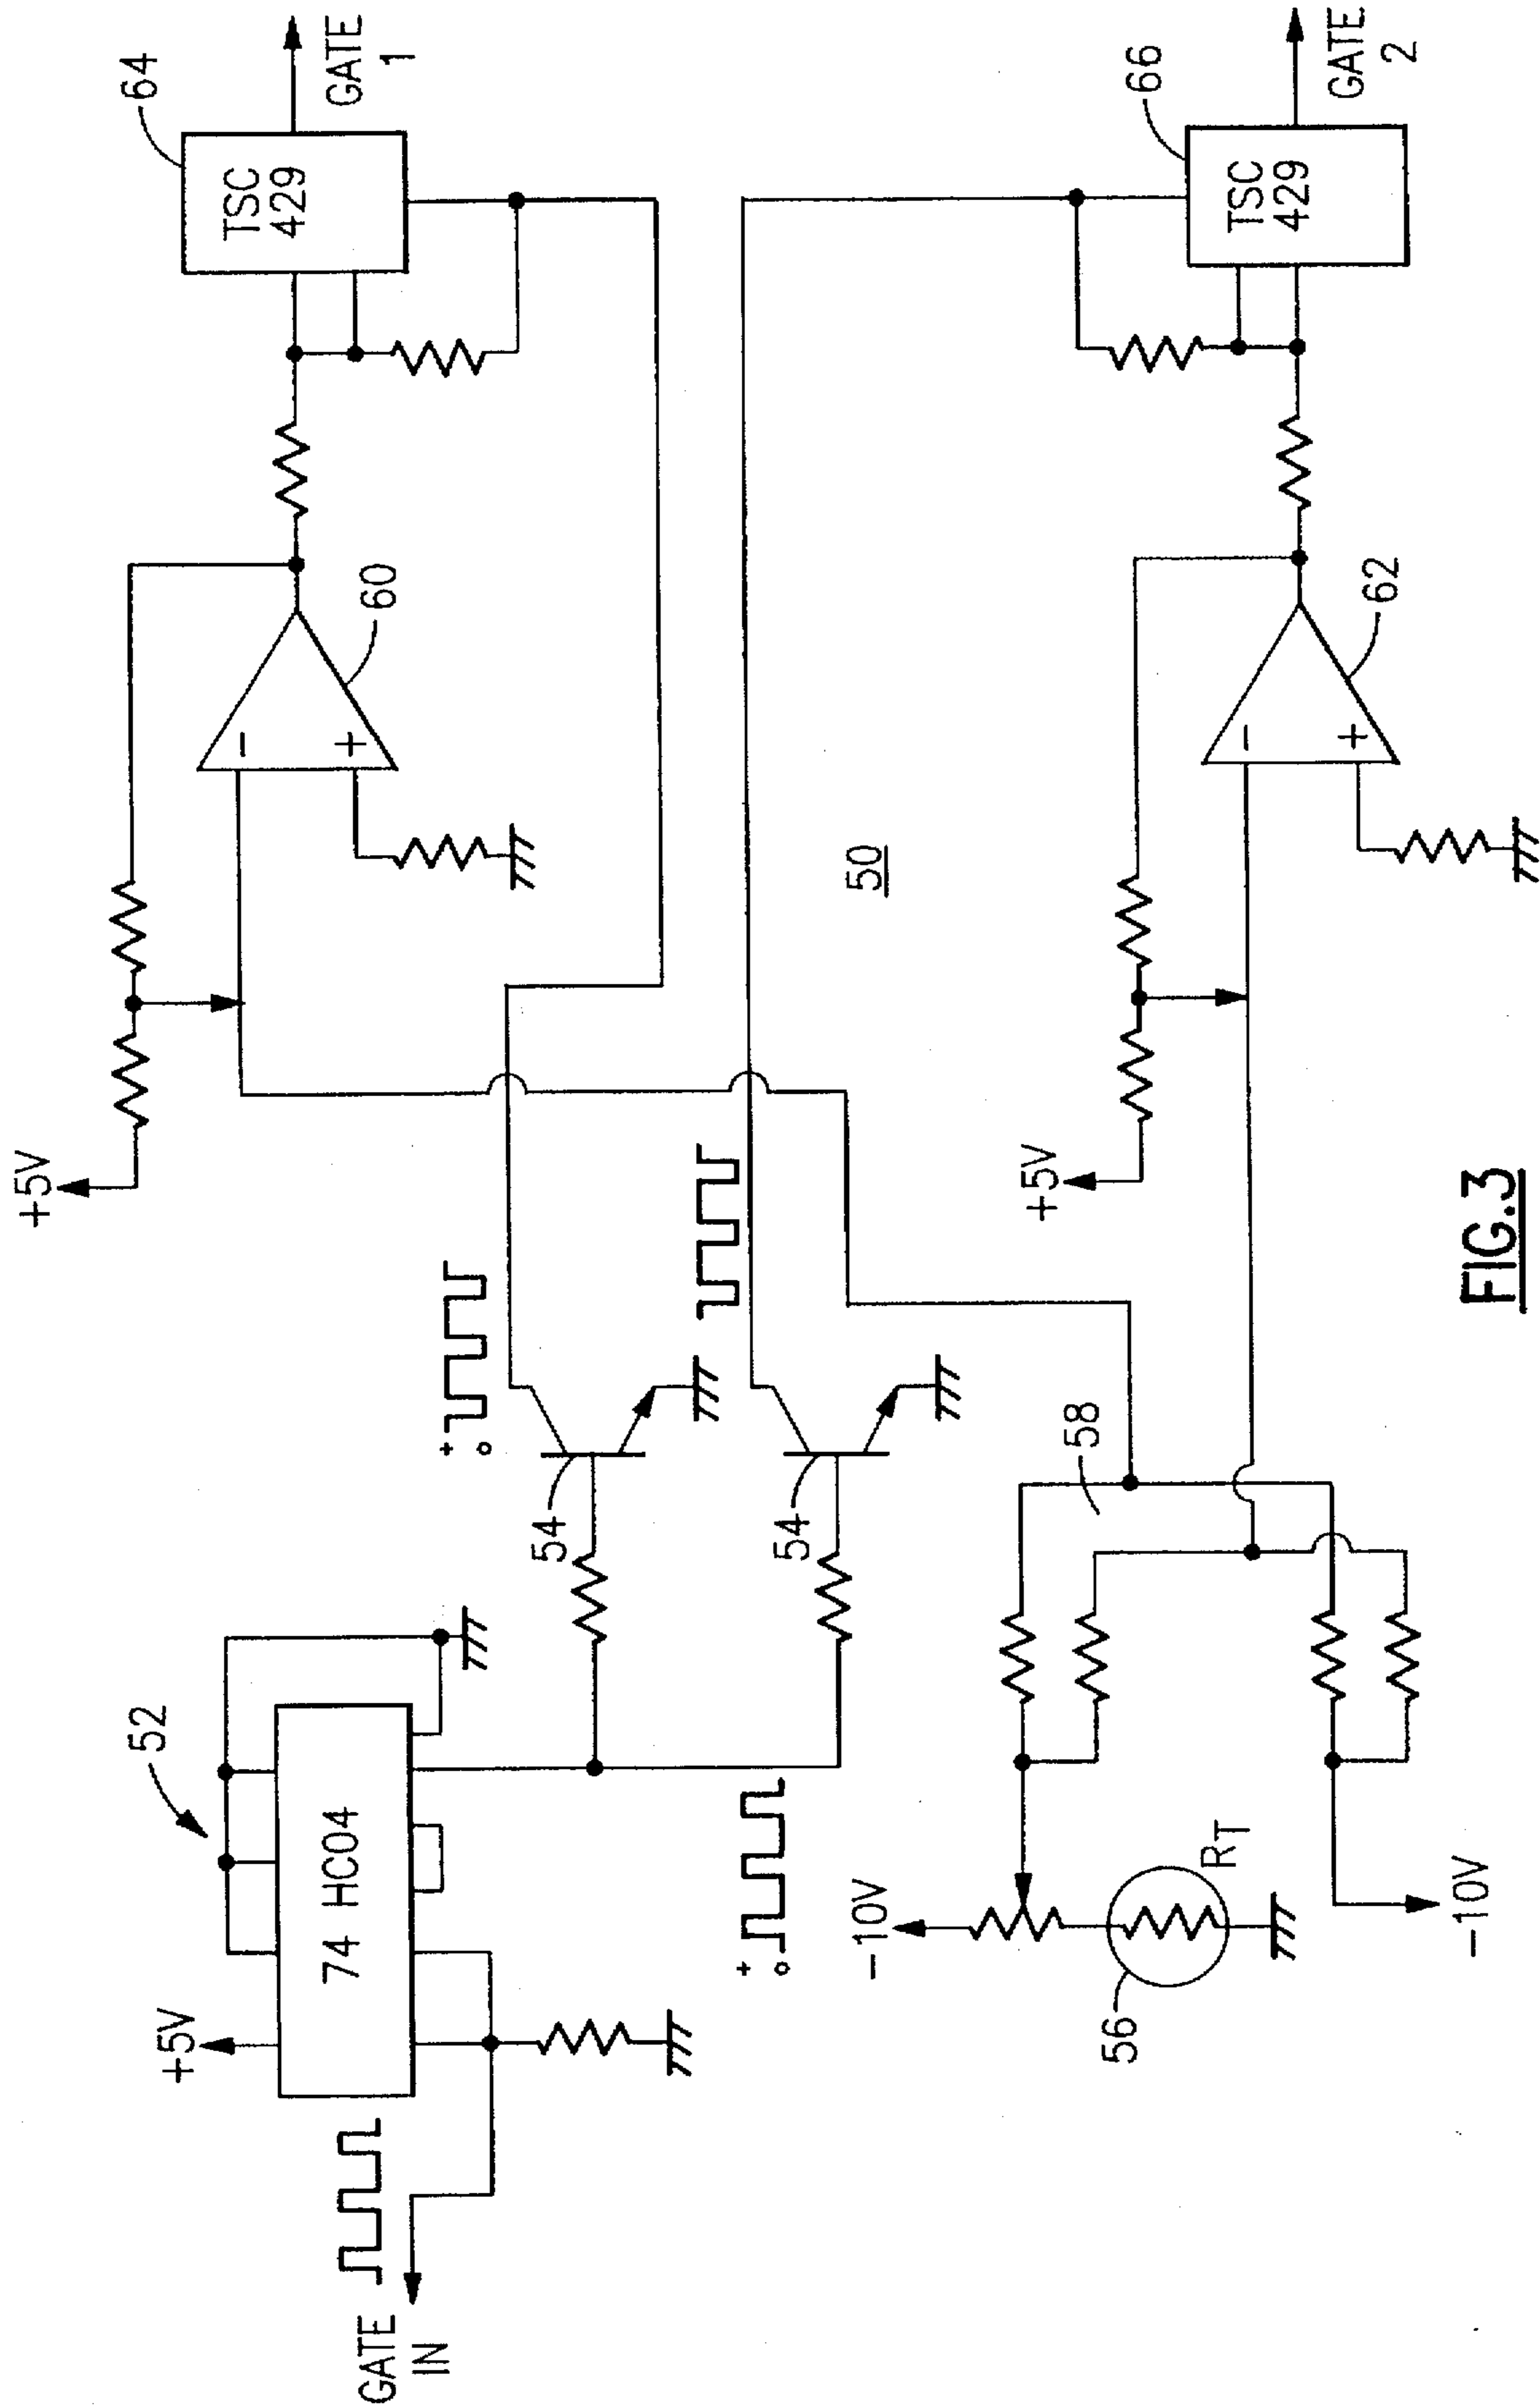 GATE
IN
+5V
52
74 HC04
+
o
54
54
+
o
+
o
-10V
56
RT
-10V
58
+5V
-
+
60
TSC
429
64
GATE
1
50
+5V
-
+
62
TSC
429
66
GATE
2
FIG.3